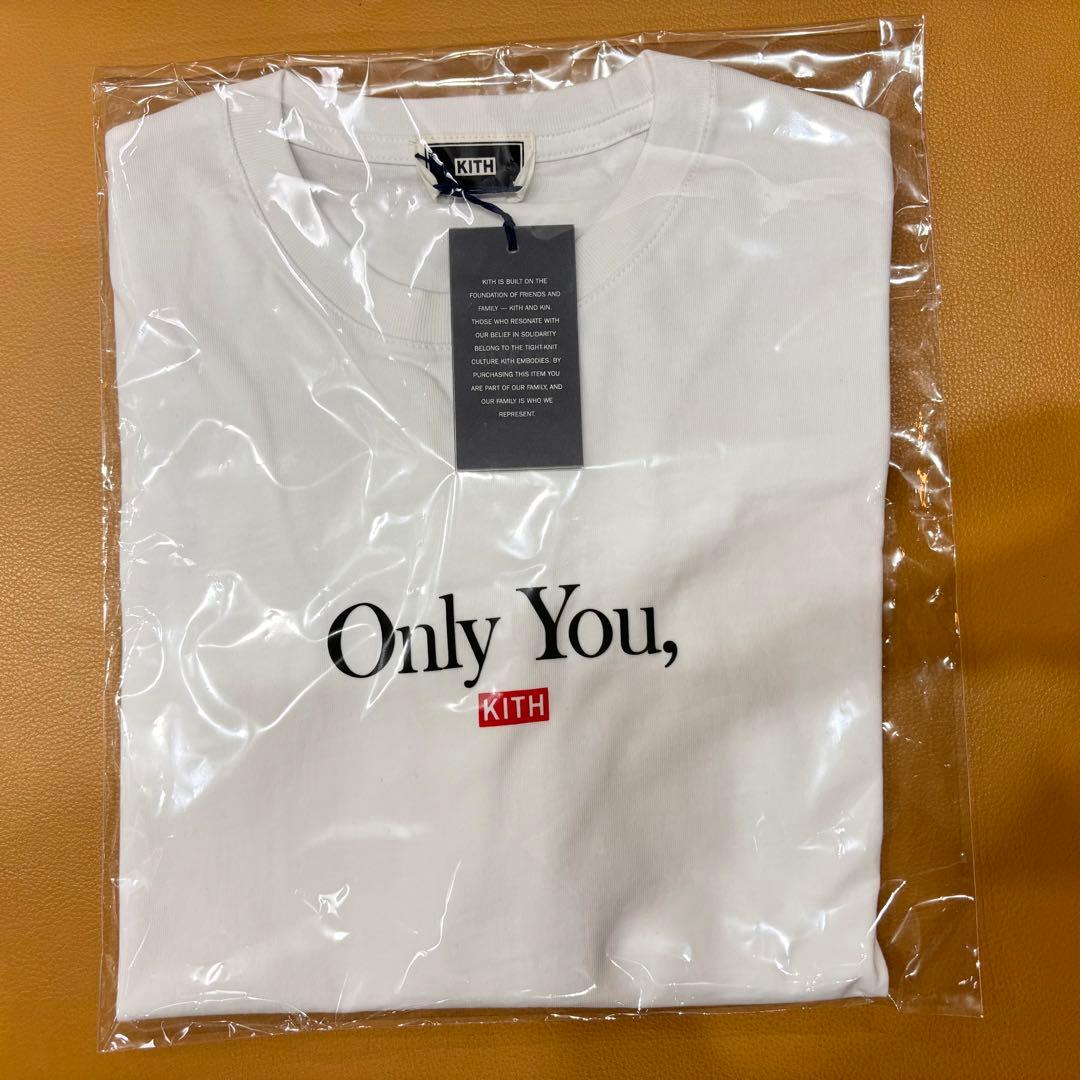 KITH
KITH IS BUILT ON THE
FOUNDATION OF FRIENDS AND
FAMILY — KITH AND KIN.
THOSE WHO RESONATE WITH
OUR BELIEF IN SOLIDARITY
BELONG TO THE TIGHT-KNIT
CULTURE KITH EMBODIES. BY
PURCHASING THIS ITEM YOU
ARE PART OF OUR FAMILY, AND
OUR FAMILY IS WHO WE
REPRESENT.
Only You,
KITH